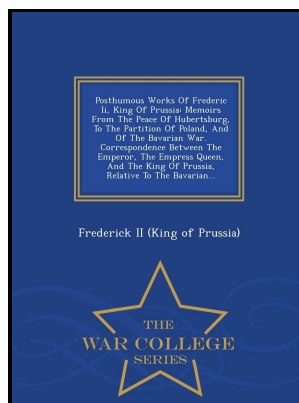 Posthumous Works Of Frederic
Ii, King Of Prussia: Memoirs
From The Peace Of Hubertsburg,
To The Partition Of Poland, And
Of The Bavarian War.
Correspondence Between The
Emperor, The Empress Queen,
And The King Of Prussia,
Relative To The Bavarian...
Frederick II (King of Prussia)
THE
WAR COLLEGE
SERIES